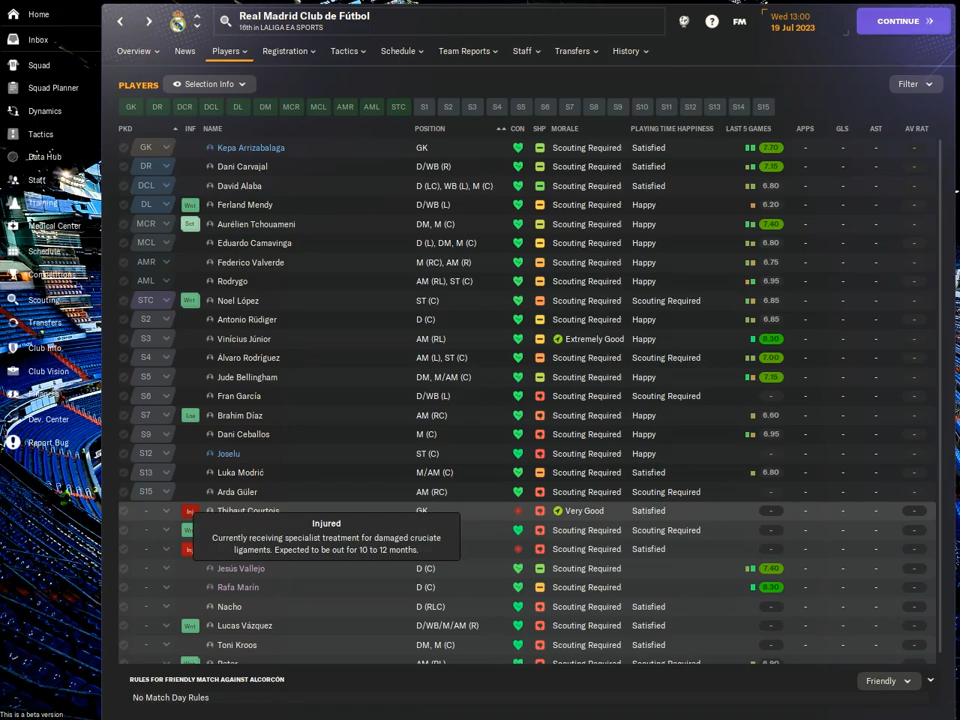 Home
Inbox
Squad
Squad Planner
Dynamics
Tactics
Data Hub
Staff
Training
Medical Center
Schedule
Competitions
Scouting
Transfers
Club Info
Club Vision
Dev. Center
Report Bug
This is a beta version
Real Madrid Club de Fútbol
16th in LALIGA EA SPORTS
?
FM
Wed 13:00
19 Jul 2023
CONTINUE
Overview News Players Registration Tactics Schedule Team Reports Staff Transfers History
PLAYERS Selection Info Filter
GK DR DCR DCL DL DM MCR MCL AMR AML STC S1 S2 S3 S4 S5 S6 S7 S8 S9 S10 S11 S12 S13 S14 S15
PKD INF NAME POSITION CON SHP MORALE PLAYING TIME HAPPINESS LAST 5 GAMES APPS GLS AST AV RAT
GK Kepa Arrizabalaga GK Scouting Required Satisfied 7.70 - - - -
DR Dani Carvajal D/WB (R) Scouting Required Satisfied 7.15 - - - -
DCL David Alaba D (LC), WB (L), M (C) Scouting Required Satisfied 6.80 - - - -
DL Wnt Ferland Mendy D/WB (L) Scouting Required Happy 6.20 - - - -
MCR Set Aurélien Tchouameni DM, M (C) Scouting Required Happy 7.40 - - - -
MCL Eduardo Camavinga D (L), DM, M (C) Scouting Required Happy 6.80 - - - -
AMR Federico Valverde M (RC), AM (R) Scouting Required Happy 6.75 - - - -
AML Rodrygo AM (RL), ST (C) Scouting Required Happy 6.95 - - - -
STC Wnt Noel López ST (C) Scouting Required Scouting Required 6.85 - - - -
S2 Antonio Rüdiger D (C) Scouting Required Happy 6.85 - - - -
S3 Vinícius Júnior AM (RL) Extremely Good Happy 8.30 - - - -
S4 Álvaro Rodríguez AM (L), ST (C) Scouting Required Scouting Required 7.00 - - - -
S5 Jude Bellingham DM, M/AM (C) Scouting Required Happy 7.15 - - - -
S6 Fran García D/WB (L) Scouting Required Scouting Required - - - - -
S7 Loa Brahim Díaz AM (RC) Scouting Required Happy 6.60 - - - -
S9 Dani Ceballos M (C) Scouting Required Happy 6.95 - - - -
S12 Joselu ST (C) Scouting Required Happy - - - - -
S13 Luka Modrić M/AM (C) Scouting Required Satisfied 6.80 - - - -
S15 Arda Güler AM (RC) Scouting Required Scouting Required - - - - -
- Inj Thibaut Courtois GK Very Good Satisfied - - - - -
- Scouting Required Scouting Required - - - - -
- Scouting Required Satisfied - - - - -
Injured
Currently receiving specialist treatment for damaged cruciate
ligaments. Expected to be out for 10 to 12 months.
- Jesús Vallejo D (C) Scouting Required 7.40 - - - -
- Rafa Marín D (C) Scouting Required 8.30 - - - -
- Nacho D (RLC) Scouting Required Satisfied - - - - -
- Wnt Lucas Vázquez D/WB/M/AM (R) Scouting Required Satisfied - - - - -
- Toni Kroos DM, M (C) Scouting Required Satisfied - - - - -
RULES FOR FRIENDLY MATCH AGAINST ALCORCÓN
No Match Day Rules
Friendly